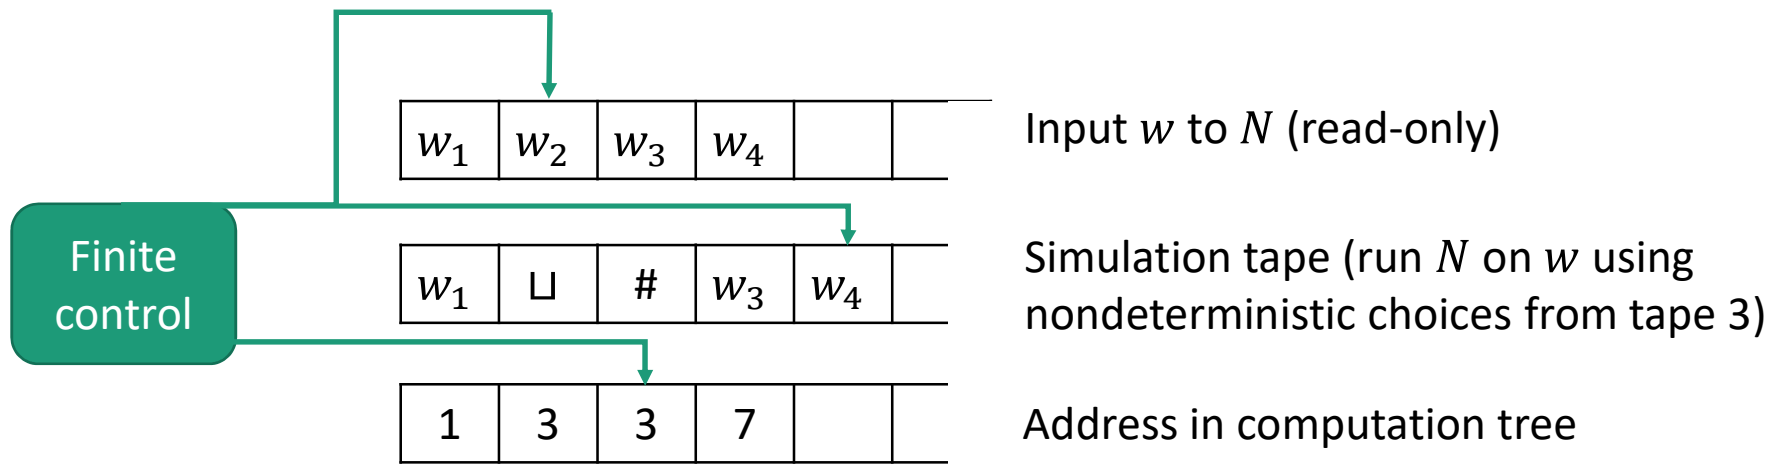 w₁ w₂ w₃ w₄
Input w to N (read-only)
Finite
control
w₁ ⊔ # w₃ w₄
Simulation tape (run N on w using
nondeterministic choices from tape 3)
1 3 3 7
Address in computation tree